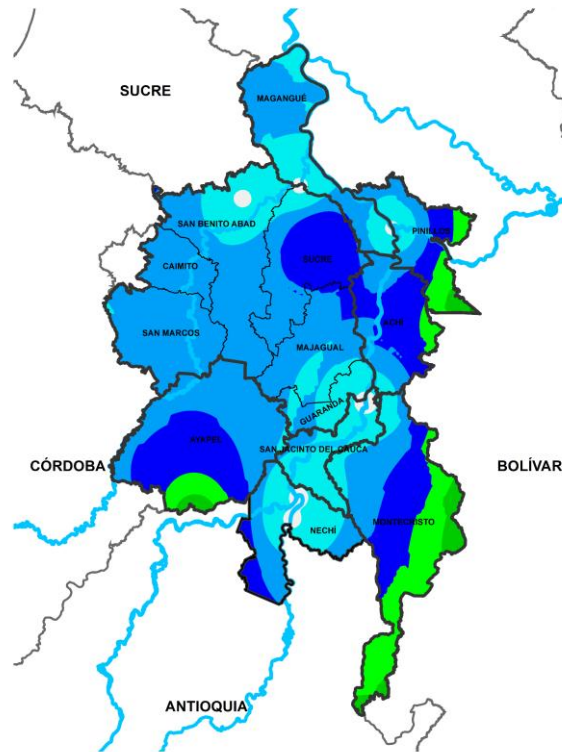 SUCRE
MAGANGUÉ
SAN BENITO ABAD
PINILLOS
CAIMITO
SUCRE
SAN MARCOS
ACHÍ
MAJAGUAL
GUARANDA
AYAPEL
SAN JACINTO DEL CAUCA
CÓRDOBA
BOLÍVAR
MONTECRISTO
NECHÍ
ANTIOQUIA